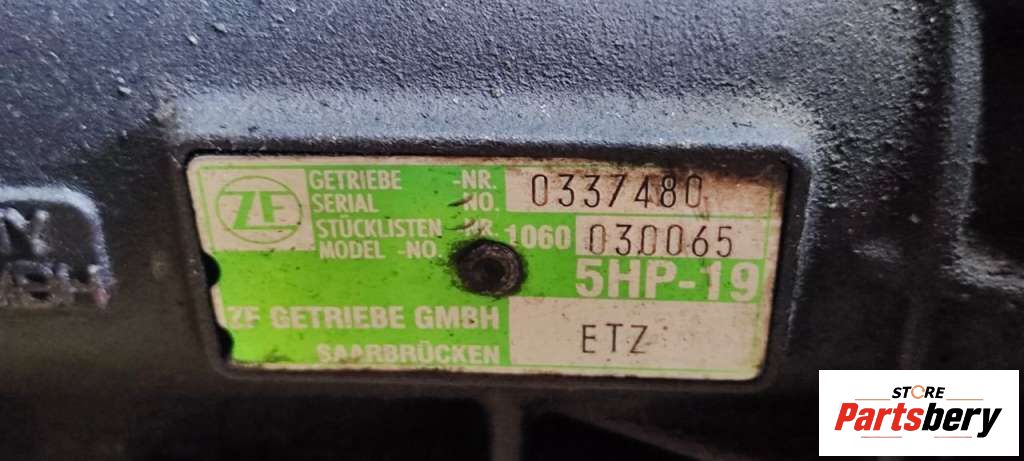 ZF
GETRIEBE -NR. 0337480
SERIAL NO.
STÜCKLISTEN -NR. 1060 030065
MODEL -NO.
5HP-19
ZF GETRIEBE GMBH
SAARBRÜCKEN ETZ
STORE
Partsbery